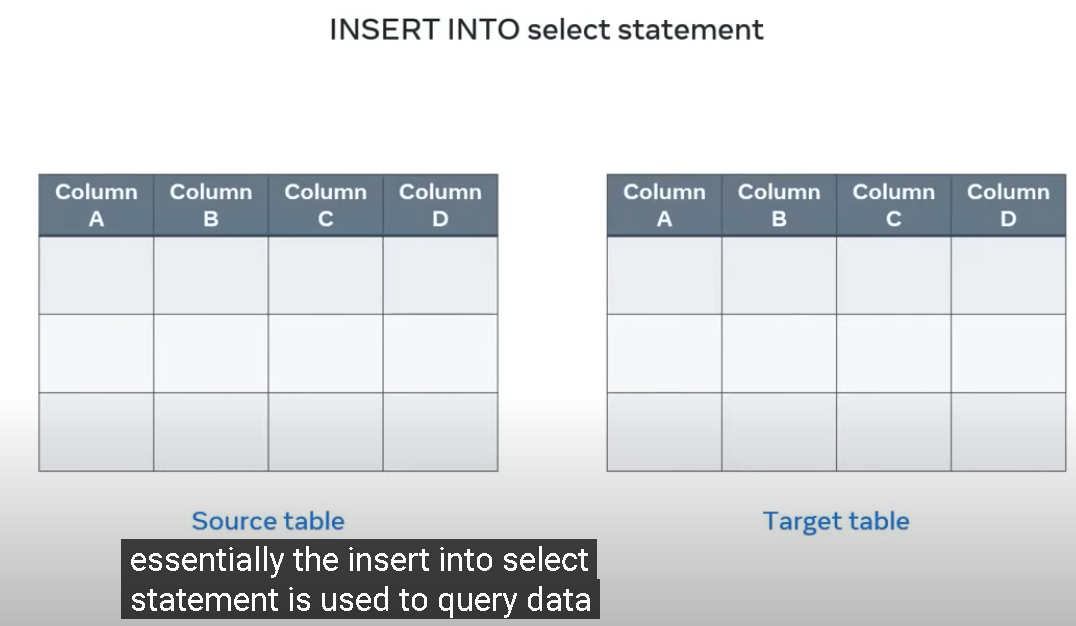 INSERT INTO select statement
Column Column Column Column
A B C D
Column Column Column Column
A B C D
Source table
Target table
essentially the insert into select
statement is used to query data